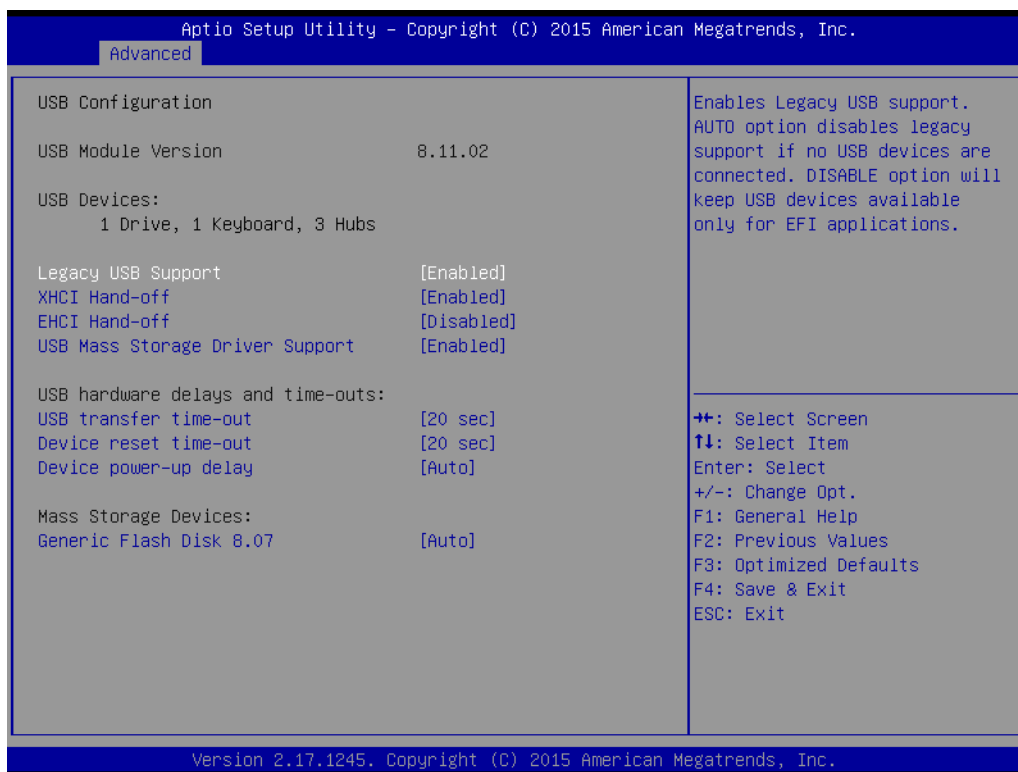 Aptio Setup Utility – Copyright (C) 2015 American Megatrends, Inc.
Advanced
USB Configuration
USB Module Version 8.11.02
USB Devices:
1 Drive, 1 Keyboard, 3 Hubs
Legacy USB Support [Enabled]
XHCI Hand-off [Enabled]
EHCI Hand-off [Disabled]
USB Mass Storage Driver Support [Enabled]
USB hardware delays and time-outs:
USB transfer time-out [20 sec]
Device reset time-out [20 sec]
Device power-up delay [Auto]
Mass Storage Devices:
Generic Flash Disk 8.07 [Auto]
Enables Legacy USB support.
AUTO option disables legacy
support if no USB devices are
connected. DISABLE option will
keep USB devices available
only for EFI applications.
→←: Select Screen
↑↓: Select Item
Enter: Select
+/-: Change Opt.
F1: General Help
F2: Previous Values
F3: Optimized Defaults
F4: Save & Exit
ESC: Exit
Version 2.17.1245. Copyright (C) 2015 American Megatrends, Inc.